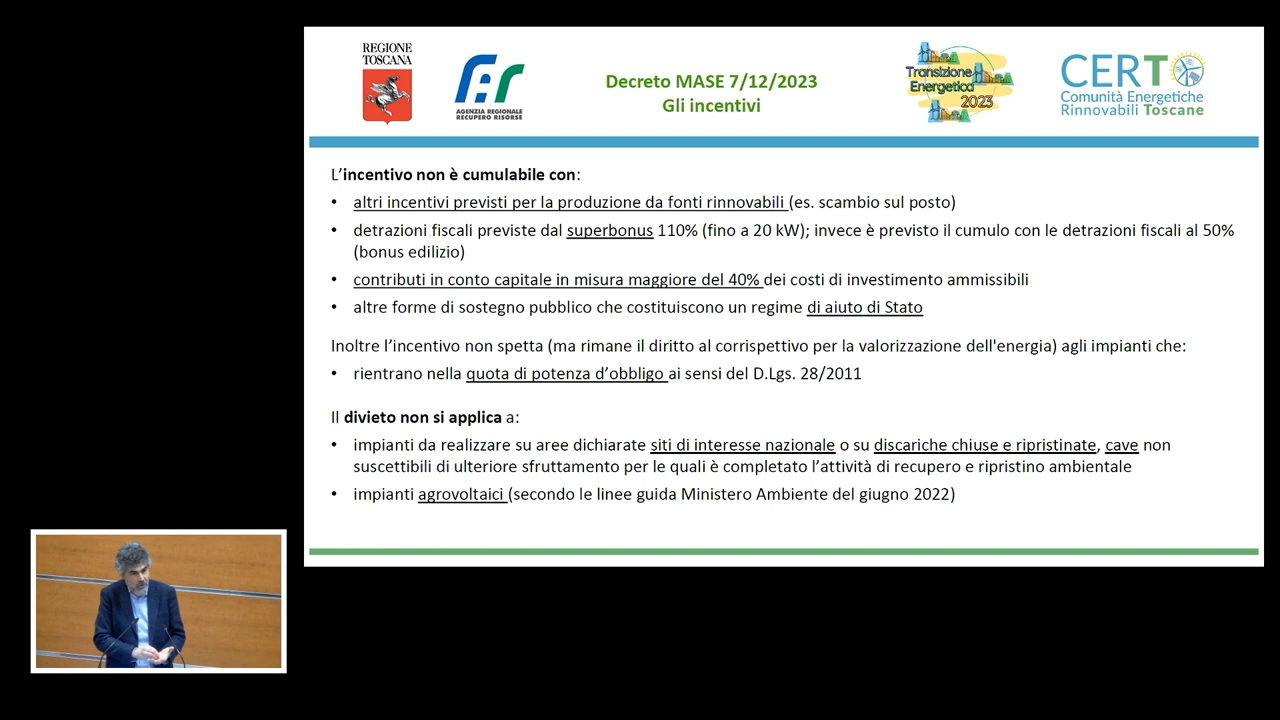 REGIONE
TOSCANA
AGENZIA REGIONALE
RECUPERO RISORSE
Decreto MASE 7/12/2023
Gli incentivi
Transizione
Energetica
2023
CERT
Comunità Energetiche
Rinnovabili Toscane
L’incentivo non è cumulabile con:
• altri incentivi previsti per la produzione da fonti rinnovabili (es. scambio sul posto)
• detrazioni fiscali previste dal superbonus 110% (fino a 20 kW); invece è previsto il cumulo con le detrazioni fiscali al 50%
(bonus edilizio)
• contributi in conto capitale in misura maggiore del 40% dei costi di investimento ammissibili
• altre forme di sostegno pubblico che costituiscono un regime di aiuto di Stato
Inoltre l’incentivo non spetta (ma rimane il diritto al corrispettivo per la valorizzazione dell'energia) agli impianti che:
• rientrano nella quota di potenza d’obbligo ai sensi del D.Lgs. 28/2011
Il divieto non si applica a:
• impianti da realizzare su aree dichiarate siti di interesse nazionale o su discariche chiuse e ripristinate, cave non
suscettibili di ulteriore sfruttamento per le quali è completato l’attività di recupero e ripristino ambientale
• impianti agrovoltaici (secondo le linee guida Ministero Ambiente del giugno 2022)